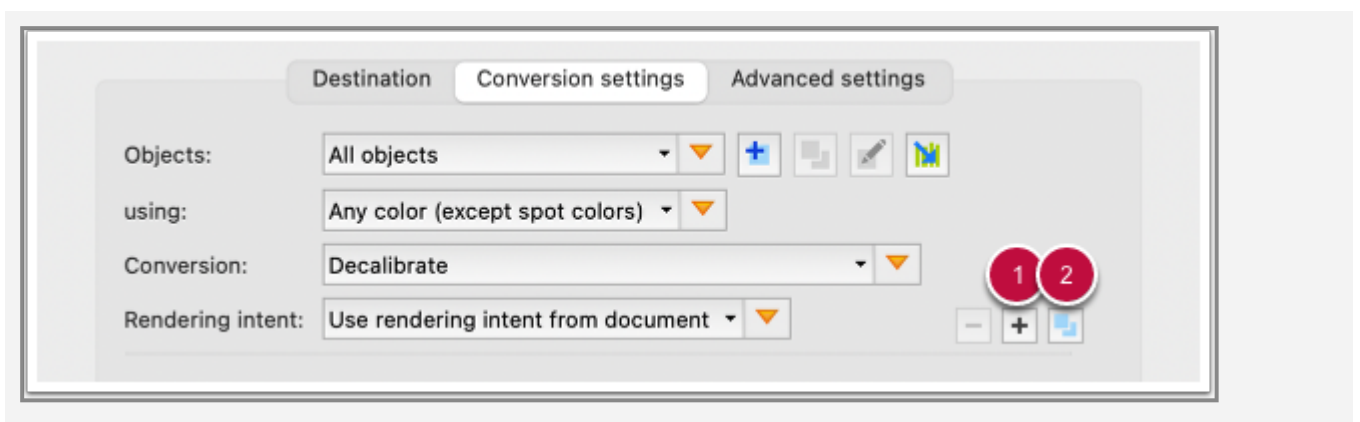 Destination Conversion settings Advanced settings
Objects: All objects
using: Any color (except spot colors)
Conversion: Decalibrate
1 2
Rendering intent: Use rendering intent from document